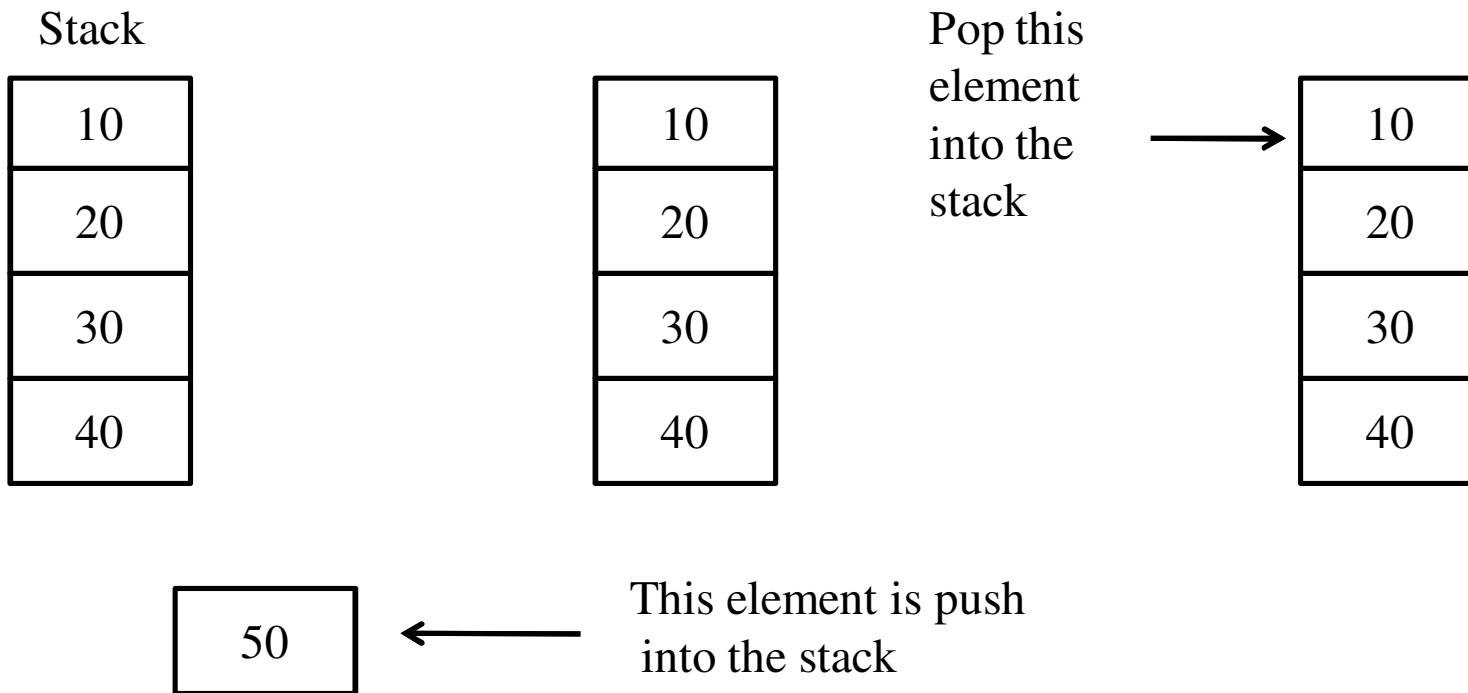 Stack
10
20
30
40
10
20
30
40
Pop this
element
into the
stack
10
20
30
40
50
This element is push
into the stack